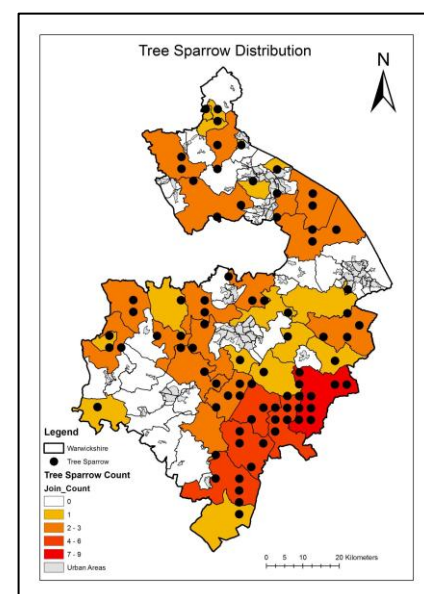 Tree Sparrow Distribution
N
Legend
Warwickshire
Tree Sparrow
Tree Sparrow Count
Join_Count
0
1
2 - 3
4 - 6
7 - 9
Urban Areas
0 5 10 20 Kilometers